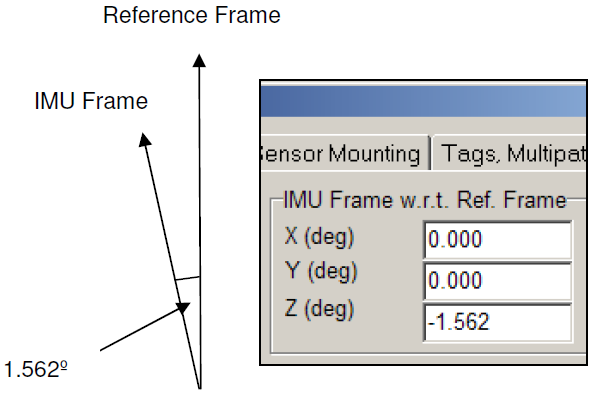 Reference Frame
IMU Frame
Sensor Mounting Tags, Multipat
IMU Frame w.r.t. Ref. Frame
X (deg) 0.000
Y (deg) 0.000
Z (deg) -1.562
1.562º